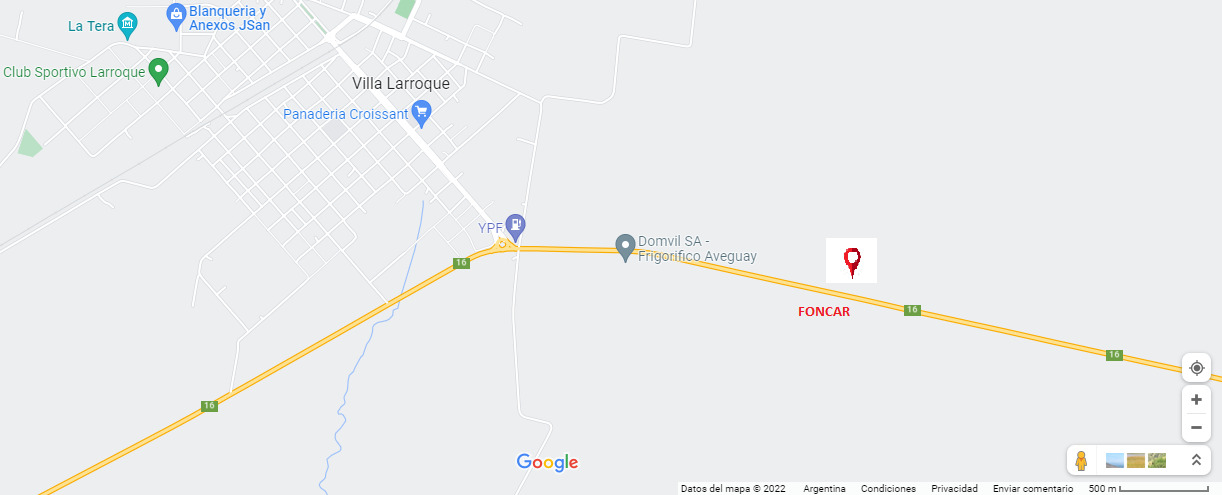 Blanqueria y
Anexos JSan
La Tera
Club Sportivo Larroque
Villa Larroque
Panaderia Croissant
YPF
Domvil SA -
Frigorifico Aveguay
16
FONCAR
16
16
16
Google
Datos del mapa © 2022 Argentina Condiciones Privacidad Enviar comentario 500 m